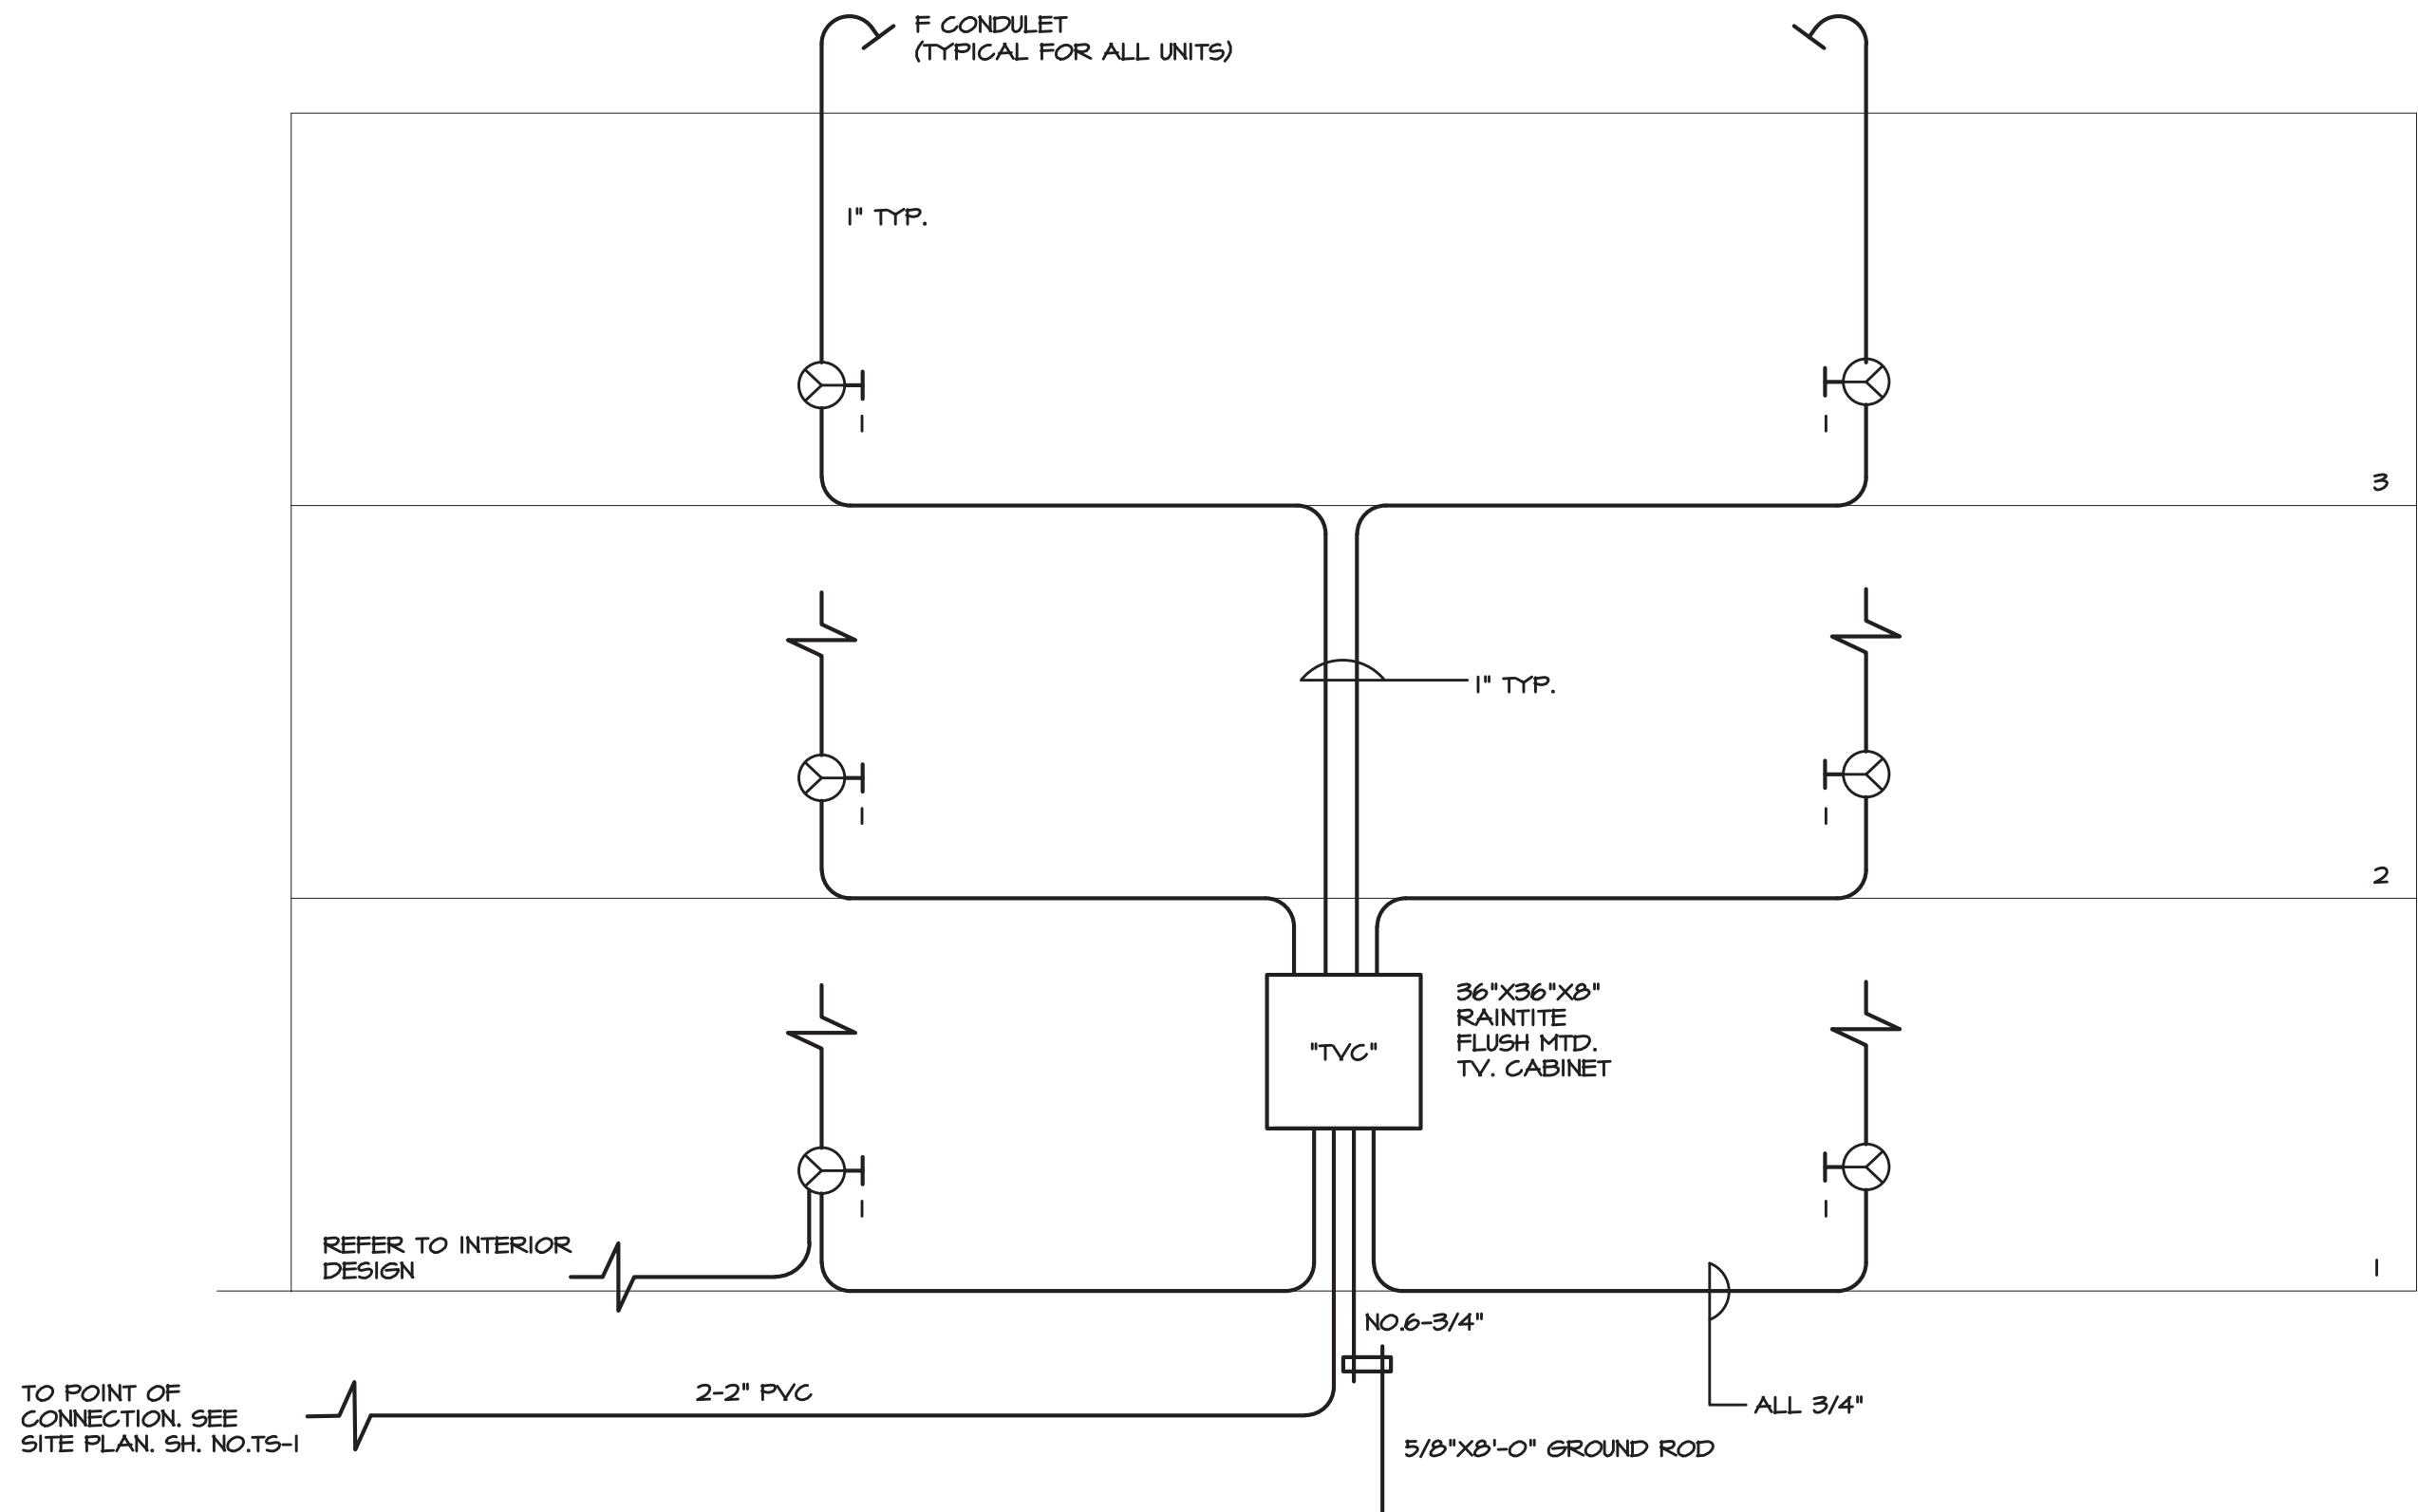 F CONDULET
(TYPICAL FOR ALL UNITS)
1" TYP.
1
1
3
1" TYP.
1
1
2
36"X36"X8"
RAINTITE
FLUSH MTD.
TV. CABINET
"TVC"
1
1
REFER TO INTERIOR
DESIGN
1
NO.6-3/4"
TO POINT OF
CONNECTION. SEE
SITE PLAN. SH. NO.TS-1
2-2" PVC
ALL 3/4"
5/8"X8'-0" GROUND ROD